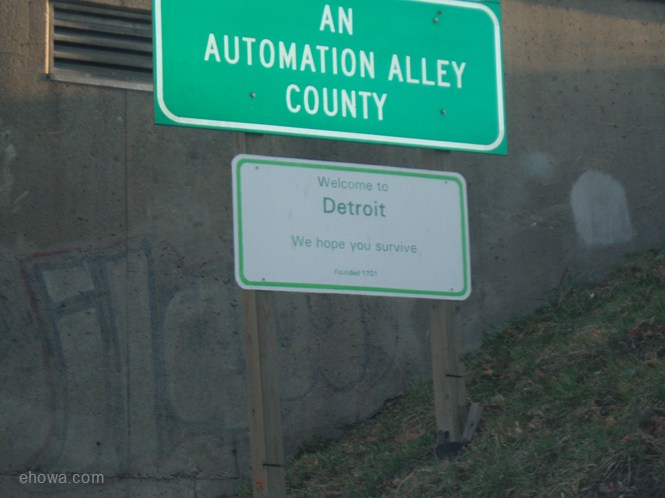 AN
AUTOMATION ALLEY
COUNTY
Welcome to
Detroit
We hope you survive
Founded 1701
ehowa.com